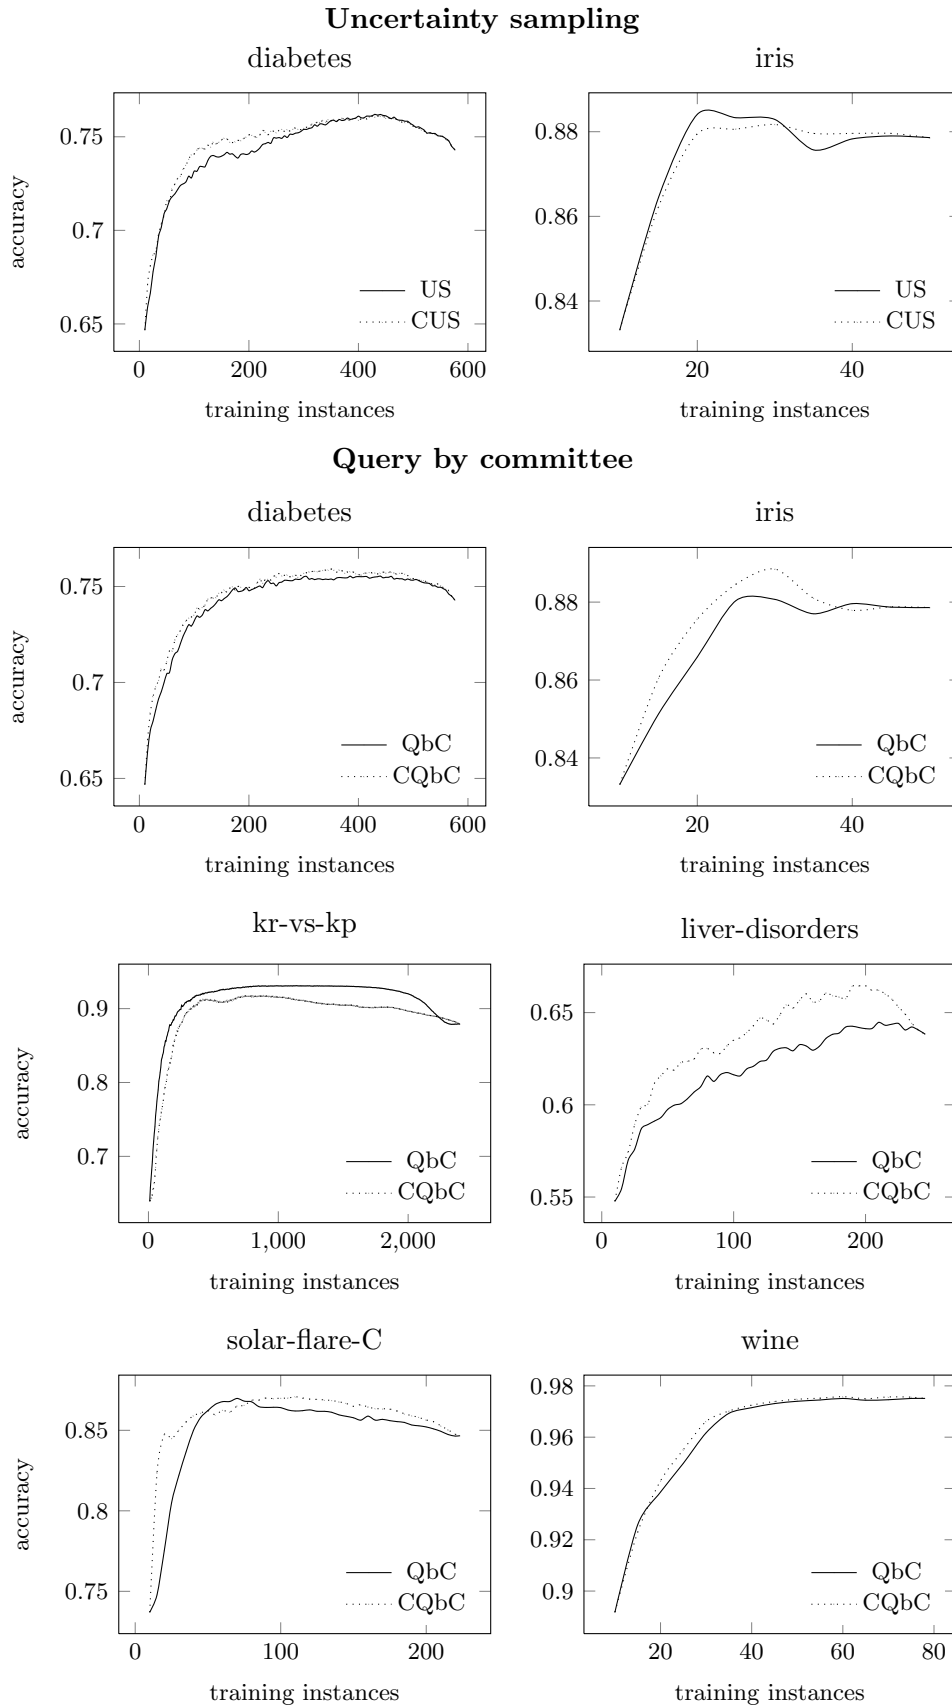 Uncertainty sampling
diabetes
iris
0.75
0.7
0.65
accuracy
US
CUS
0
200
400
600
training instances
0.88
0.86
0.84
US
CUS
20
40
training instances
Query by committee
diabetes
iris
0.75
0.7
0.65
accuracy
QbC
CQbC
0
200
400
600
training instances
0.88
0.86
0.84
QbC
CQbC
20
40
training instances
kr-vs-kp
liver-disorders
0.9
0.8
0.7
accuracy
QbC
CQbC
0
1,000
2,000
training instances
0.65
0.6
0.55
QbC
CQbC
0
100
200
training instances
solar-flare-C
wine
0.85
0.8
0.75
accuracy
QbC
CQbC
0
100
200
training instances
0.98
0.96
0.94
0.92
0.9
QbC
CQbC
20
40
60
80
training instances